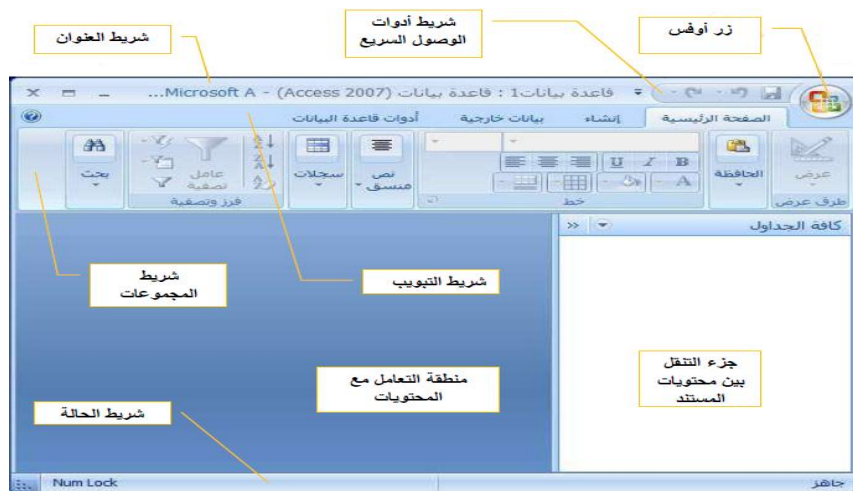 زر أوفس
شريط أدوات
الوصول السريع
شريط العنوان
قاعدة بيانات1 : قاعدة بيانات (Access 2007) - Microsoft A...
الصفحة الرئيسية
إنشاء
بيانات خارجية
أدوات قاعدة البيانات
عرض
طرق عرض
الحافظة
B I U
A
خط
نص
منسق
سجلات
عامل
تصفية
فرز وتصفية
بحث
كافة الجداول
شريط
المجموعات
شريط التبويب
جزء التنقل
بين محتويات
المستند
منطقة التعامل مع
المحتويات
شريط الحالة
جاهز
Num Lock